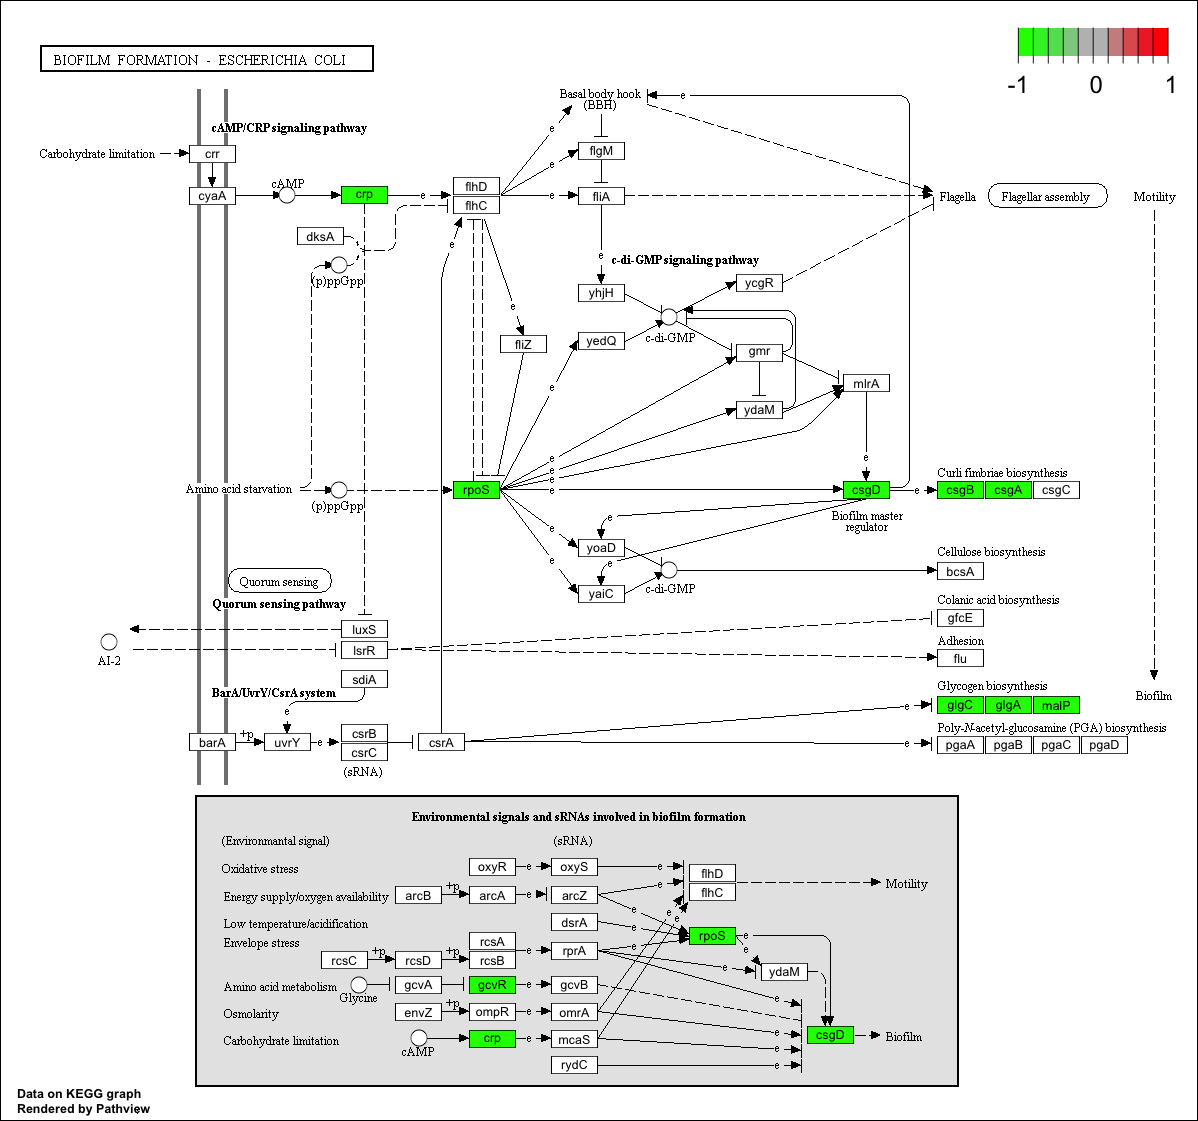 BIOFILM FORMATION - ESCHERICHIA COLI
-1 0 1
Basal body hook
(BBH)
e
cAMP/CRP signaling pathway
Carbohydrate limitation
crr
e
flgM
e
cyaA
cAMP
crp
e
flhD
flhC
e
fliA
Flagella
Flagellar assembly
Motility
dksA
e
(p)ppGpp
e
c-di-GMP signaling pathway
ycgR
yhjH
e
c-di-GMP
fliZ
yedQ
gmr
e
mlrA
ydaM
e
e
e
e
Curli fimbriae biosynthesis
Amino acid starvation
(p)ppGpp
rpoS
e
e
csgD
e
csgB
csgA
csgC
Biofilm master
regulator
e
e
yoaD
Cellulose biosynthesis
e
e
bcsA
Quorum sensing
c-di-GMP
yaiC
Quorum sensing pathway
Colanic acid biosynthesis
gfcE
luxS
AI-2
lsrR
Adhesion
flu
sdiA
BarA/UvrY/CsrA system
Glycogen biosynthesis
Biofilm
e
e
glgC
glgA
malP
barA
+p
uvrY
e
csrB
csrC
(sRNA)
csrA
Poly-N-acetyl-glucosamine (PGA) biosynthesis
e
pgaA
pgaB
pgaC
pgaD
Environmental signals and sRNAs involved in biofilm formation
(Environmantal signal)
(sRNA)
Oxidative stress
oxyR
e
oxyS
e
flhD
flhC
Motility
Energy supply/oxygen availability
arcB
+p
arcA
e
arcZ
e
e
Low temperature/acidification
dsrA
e
e
rpoS
e
Envelope stress
rcsC
+p
rcsD
+p
rcsA
rcsB
e
rprA
e
e
e
e
ydaM
Amino acid metabolism
Glycine
gcvA
gcvR
e
gcvB
e
Osmolarity
envZ
+p
ompR
e
omrA
e
csgD
Biofilm
Carbohydrate limitation
cAMP
crp
e
mcaS
e
rydC
e
Data on KEGG graph
Rendered by Pathview